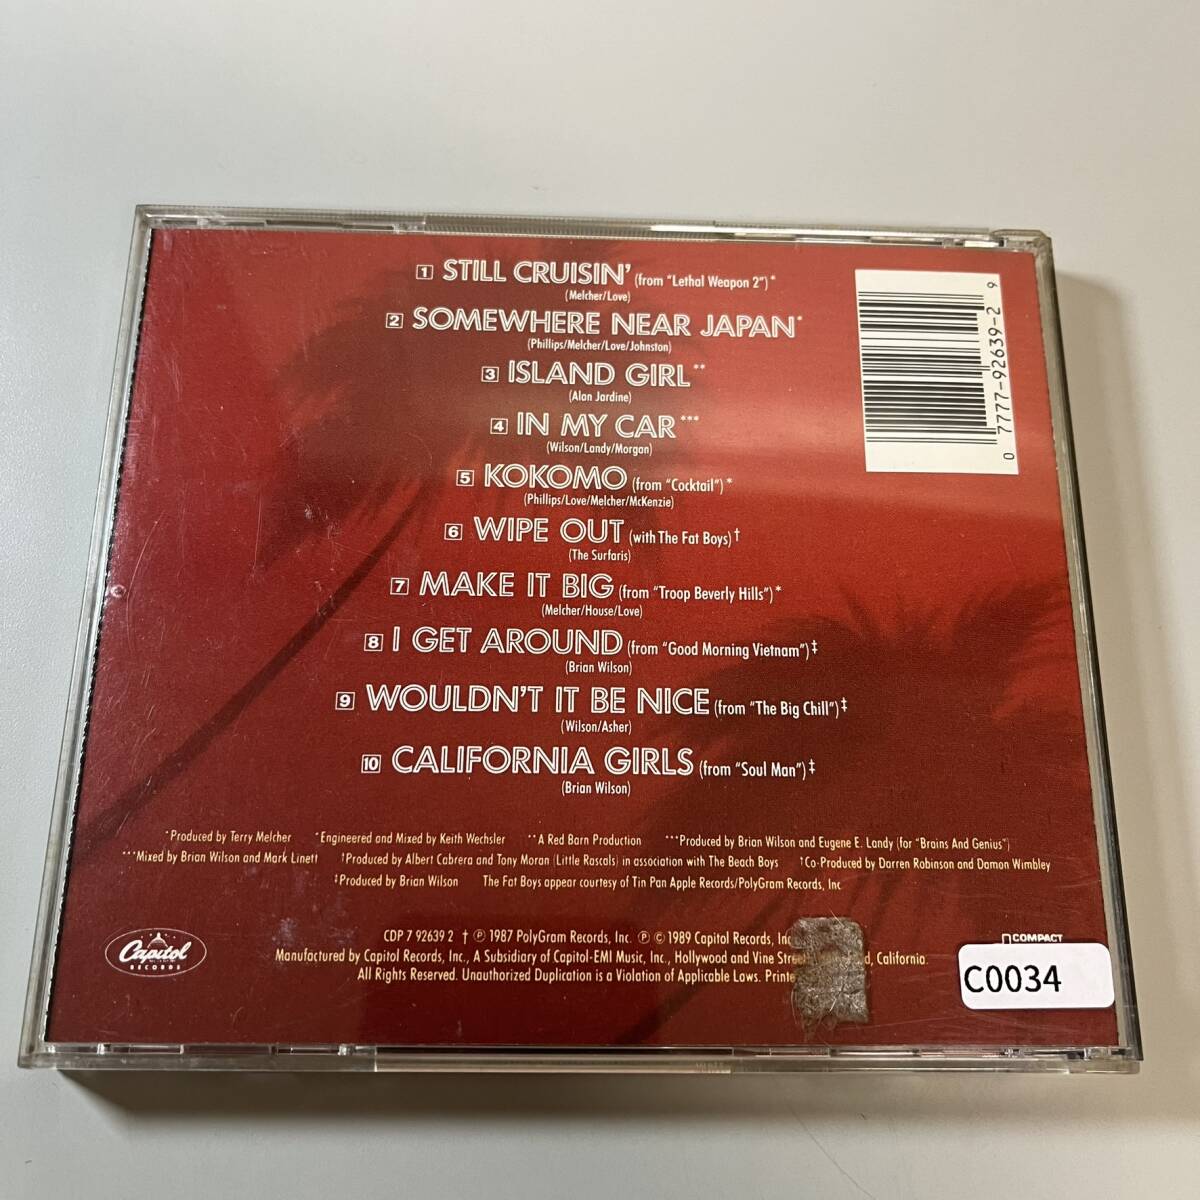 1 STILL CRUISIN' (from "Lethal Weapon 2")*
(Melcher/Love)
2 SOMEWHERE NEAR JAPAN*
(Phillips/Melcher/Love/Johnston)
3 ISLAND GIRL**
(Alan Jardine)
4 IN MY CAR***
(Wilson/Landy/Morgan)
5 KOKOMO (from "Cocktail")*
(Phillips/Love/Melcher/McKenzie)
6 WIPE OUT (with The Fat Boys)†
(The Surfaris)
7 MAKE IT BIG (from "Troop Beverly Hills")*
(Melcher/House/Love)
8 I GET AROUND (from "Good Morning Vietnam")‡
(Brian Wilson)
9 WOULDN'T IT BE NICE (from "The Big Chill")‡
(Wilson/Asher)
10 CALIFORNIA GIRLS (from "Soul Man")‡
(Brian Wilson)
0 7777-92639-2 9
*Produced by Terry Melcher *Engineered and Mixed by Keith Wechsler **A Red Barn Production ***Produced by Brian Wilson and Eugene E. Landy (for "Brains And Genius")
***Mixed by Brian Wilson and Mark Linett †Produced by Albert Cabrera and Tony Moran (Little Rascals) in association with The Beach Boys †Co-Produced by Darren Robinson and Damon Wimbley
‡Produced by Brian Wilson The Fat Boys appear courtesy of Tin Pan Apple Records/PolyGram Records, Inc.
Capitol
RECORDS
CDP 7 92639 2 † ℗ 1987 PolyGram Records, Inc. ℗ © 1989 Capitol Records, Inc
Manufactured by Capitol Records, Inc., A Subsidiary of Capitol-EMI Music, Inc., Hollywood and Vine Street, California.
All Rights Reserved. Unauthorized Duplication is a Violation of Applicable Laws.
COMPACT
C0034